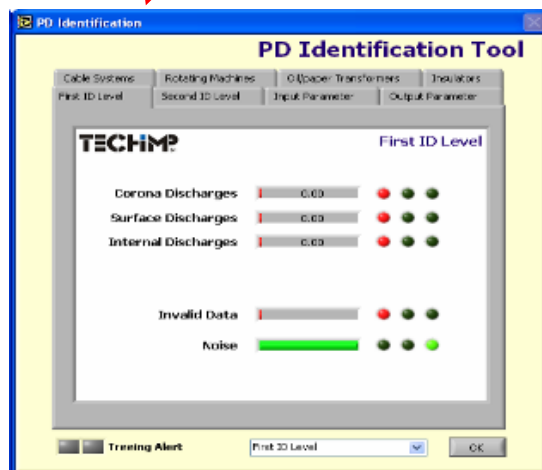 PD Identification
PD Identification Tool
Cable Systems Rotating Machines Oil/paper Transformers Insulators
First ID Level Second ID Level Input Parameter Output Parameter
TECHIMP First ID Level
Corona Discharges 0.00
Surface Discharges 0.00
Internal Discharges 0.00
Invalid Data
Noise
Treeing Alert First ID Level OK